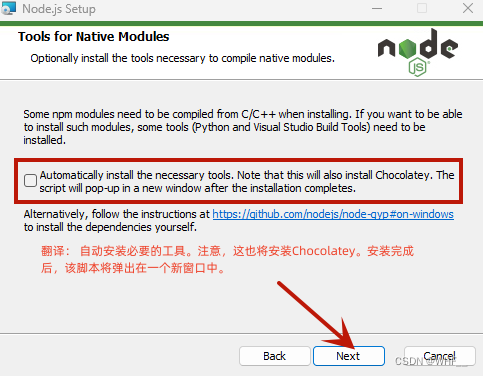 Node.js Setup
Tools for Native Modules
Optionally install the tools necessary to compile native modules.
node
JS
Some npm modules need to be compiled from C/C++ when installing. If you want to be able
to install such modules, some tools (Python and Visual Studio Build Tools) need to be
installed.
Automatically install the necessary tools. Note that this will also install Chocolatey. The
script will pop-up in a new window after the installation completes.
Alternatively, follow the instructions at https://github.com/nodejs/node-gyp#on-windows
to install the dependencies yourself.
翻译: 自动安装必要的工具。注意，这也将安装Chocolatey。安装完成
后，该脚本将弹出在一个新窗口中。
Back Next Cancel
CSDN